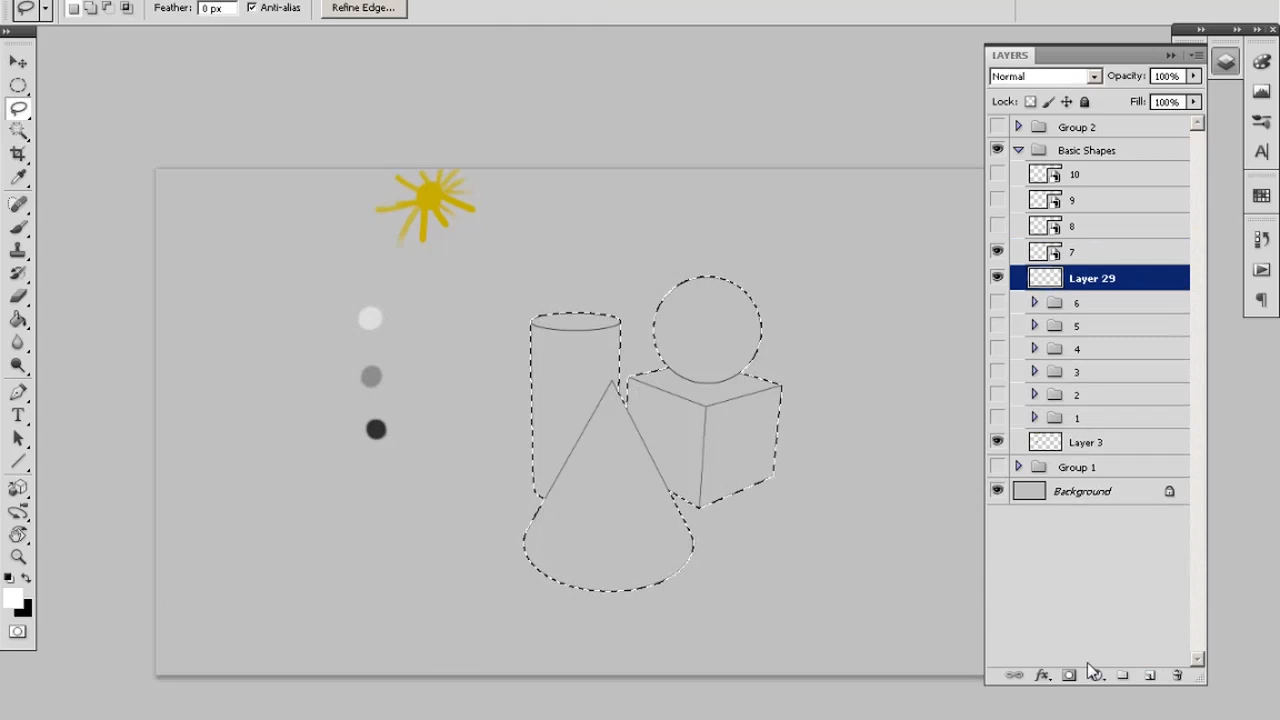 Feather: 0 px Anti-alias Refine Edge...
LAYERS
Normal Opacity: 100%
Lock: Fill: 100%
Group 2
Basic Shapes
10
9
8
7
Layer 29
6
5
4
3
2
1
Layer 3
Group 1
Background